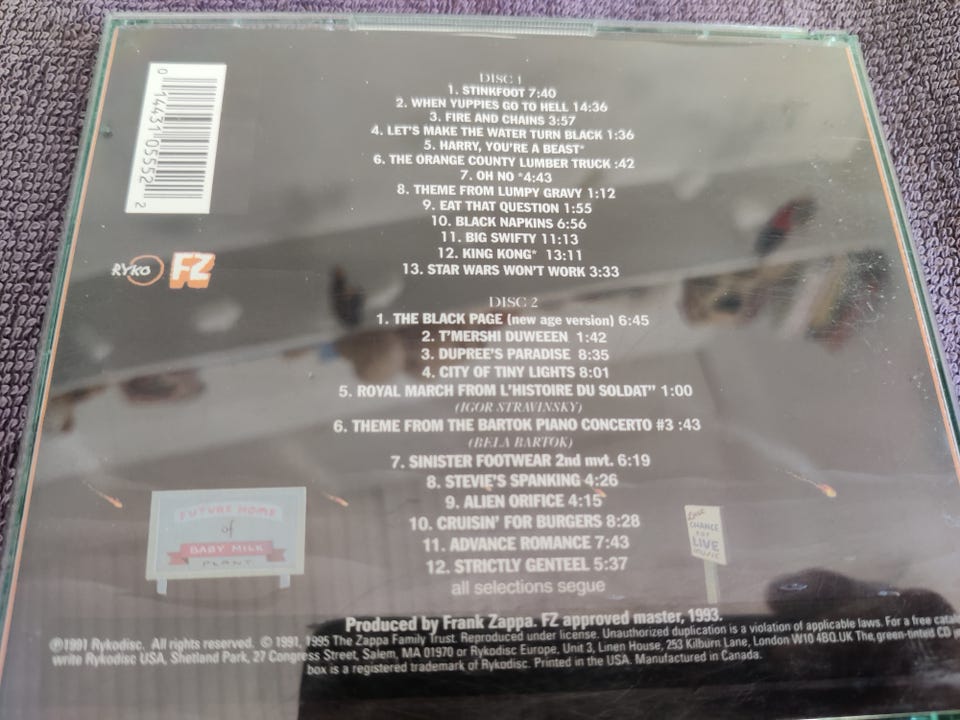 0 14431 05552 2
DISC 1
1. STINKFOOT 7:40
2. WHEN YUPPIES GO TO HELL 14:36
3. FIRE AND CHAINS 3:57
4. LET'S MAKE THE WATER TURN BLACK 1:36
5. HARRY, YOU'RE A BEAST*
6. THE ORANGE COUNTY LUMBER TRUCK :42
7. OH NO *4:43
8. THEME FROM LUMPY GRAVY 1:12
9. EAT THAT QUESTION 1:55
10. BLACK NAPKINS 6:56
11. BIG SWIFTY 11:13
12. KING KONG* 13:11
13. STAR WARS WON'T WORK 3:33
RYKO
FZ
DISC 2
1. THE BLACK PAGE (new age version) 6:45
2. T'MERSHI DUWEEEN 1:42
3. DUPREE'S PARADISE 8:35
4. CITY OF TINY LIGHTS 8:01
5. ROYAL MARCH FROM L'HISTOIRE DU SOLDAT" 1:00
(IGOR STRAVINSKY)
6. THEME FROM THE BARTOK PIANO CONCERTO #3 :43
(BELA BARTOK)
7. SINISTER FOOTWEAR 2nd mvt. 6:19
8. STEVIE'S SPANKING 4:26
9. ALIEN ORIFICE 4:15
10. CRUISIN' FOR BURGERS 8:28
11. ADVANCE ROMANCE 7:43
12. STRICTLY GENTEEL 5:37
all selections segue
FUTURE HOME
of
BABY MILK
PLANT
Last
CHANCE
FOR
LIVE
MUSIC
Produced by Frank Zappa. FZ approved master, 1993.
℗1991 Rykodisc. All rights reserved. © 1991, 1995 The Zappa Family Trust. Reproduced under license. Unauthorized duplication is a violation of applicable laws. For a free
write Rykodisc USA, Shetland Park, 27 Congress Street, Salem, MA 01970 or Rykodisc Europe, Unit 3, Linen House, 253 Kilburn Lane, London W10 4BQ.UK The green-tinted CD
box is a registered trademark of Rykodisc. Printed in the USA. Manufactured in Canada.